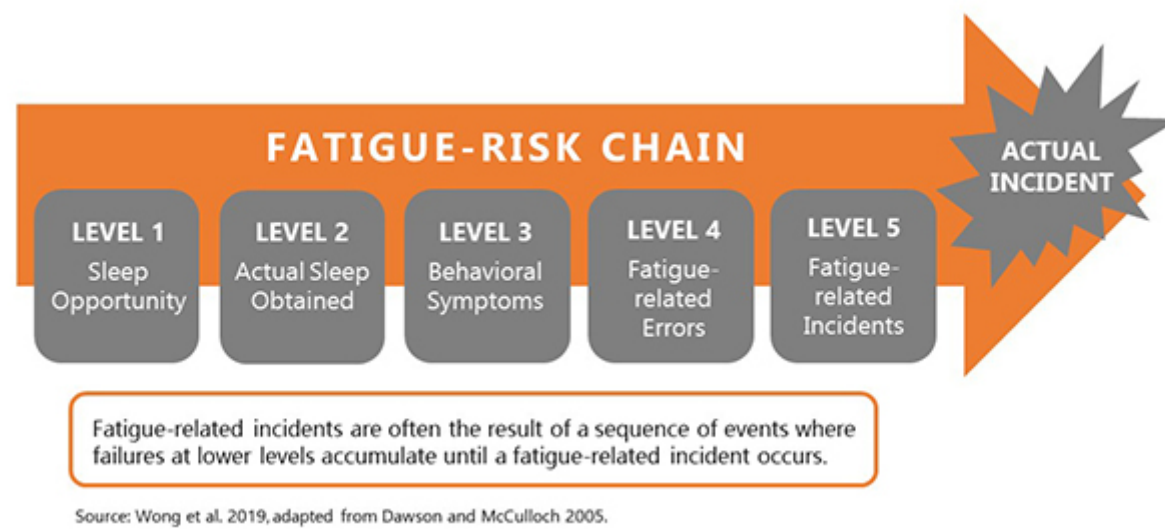 FATIGUE-RISK CHAIN
ACTUAL
INCIDENT
LEVEL 1
Sleep
Opportunity
LEVEL 2
Actual Sleep
Obtained
LEVEL 3
Behavioral
Symptoms
LEVEL 4
Fatigue-
related
Errors
LEVEL 5
Fatigue-
related
Incidents
Fatigue-related incidents are often the result of a sequence of events where
failures at lower levels accumulate until a fatigue-related incident occurs.
Source: Wong et al. 2019, adapted from Dawson and McCulloch 2005.